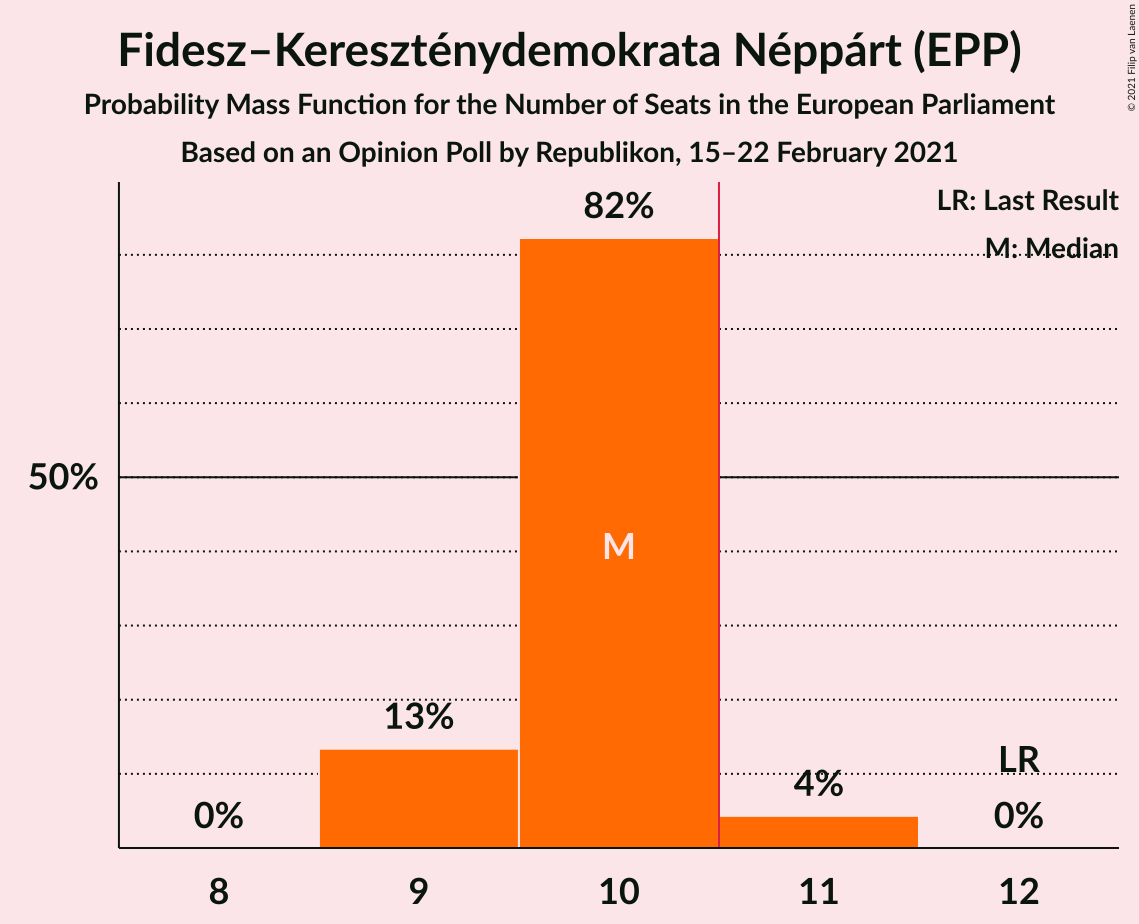 Fidesz–Kereszténydemokrata Néppárt (EPP)
Probability Mass Function for the Number of Seats in the European Parliament
Based on an Opinion Poll by Republikon, 15–22 February 2021
© 2021 Filip van Laenen
LR: Last Result
M: Median
82%
50%
M
13%
LR
4%
0%
0%
8
9
10
11
12